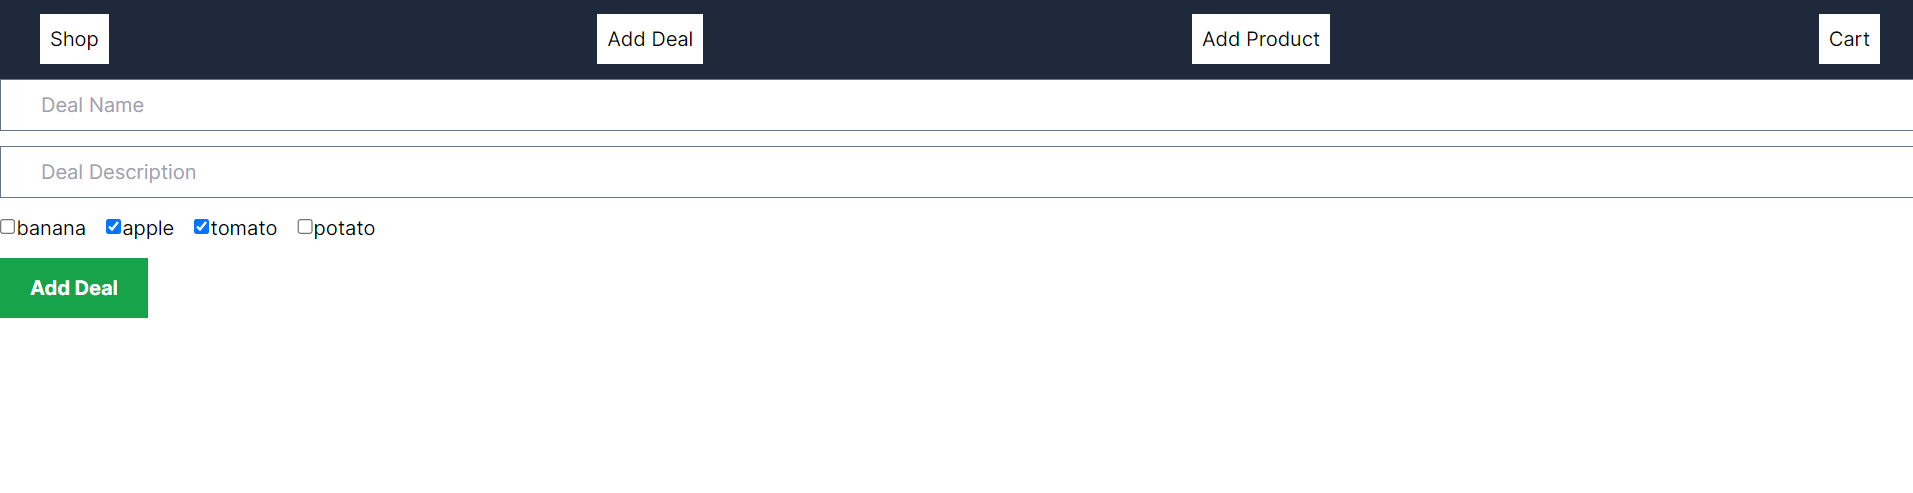 Shop Add Deal Add Product Cart
Deal Name
Deal Description
banana apple tomato potato
Add Deal